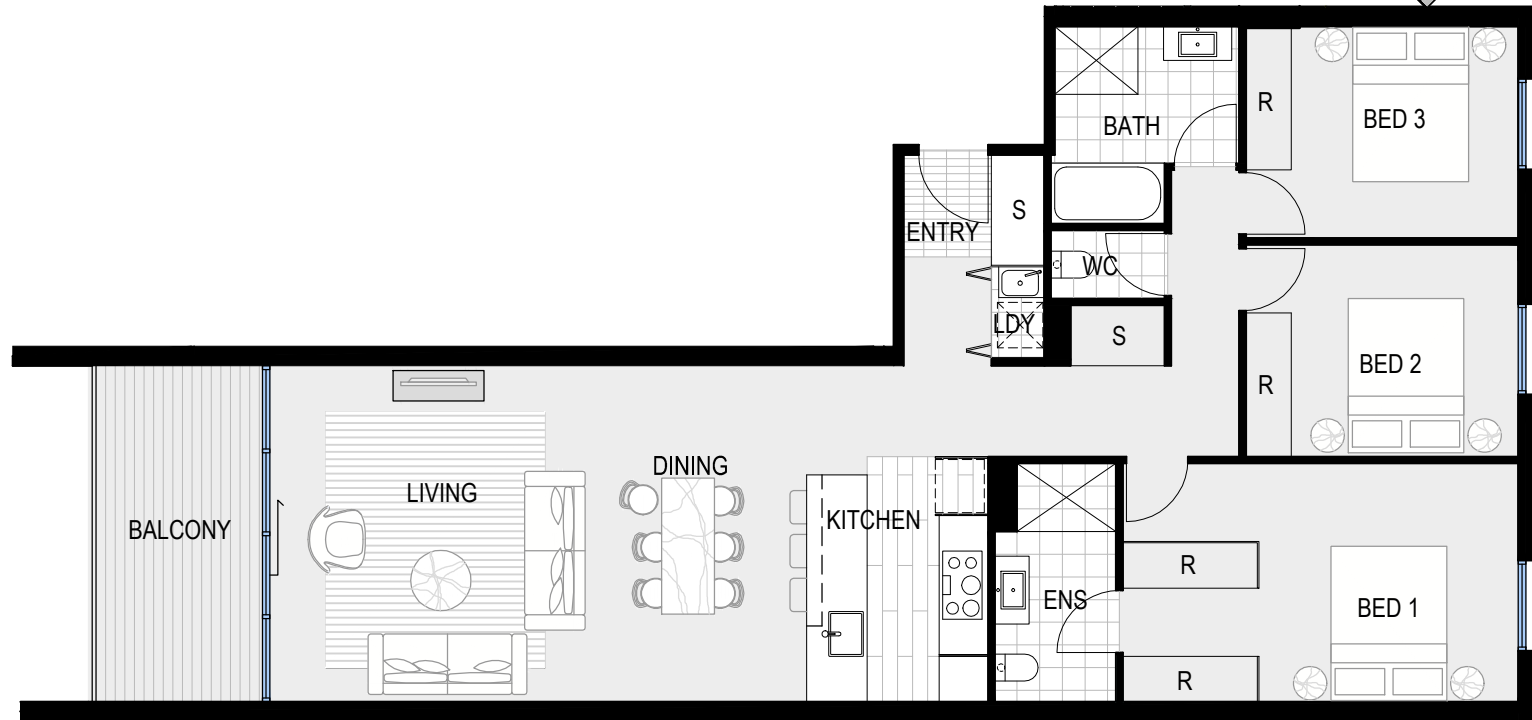 BATH
R
BED 3
S
ENTRY
WC
LDY
S
R
BED 2
BALCONY
LIVING
DINING
KITCHEN
ENS
R
BED 1
R